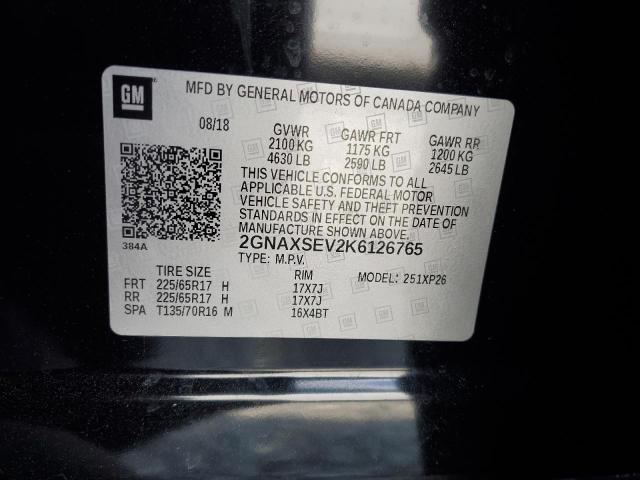 GM
MFD BY GENERAL MOTORS OF CANADA COMPANY
08/18 GVWR GAWR FRT GAWR RR
2100 KG 1175 KG 1200 KG
4630 LB 2590 LB 2645 LB
THIS VEHICLE CONFORMS TO ALL
APPLICABLE U.S. FEDERAL MOTOR
VEHICLE SAFETY AND THEFT PREVENTION
STANDARDS IN EFFECT ON THE DATE OF
MANUFACTURE SHOWN ABOVE.
384A 2GNAXSEV2K6126765
TYPE: M.P.V.
TIRE SIZE RIM MODEL: 251XP26
FRT 225/65R17 H 17X7J
RR 225/65R17 H 17X7J
SPA T135/70R16 M 16X4BT